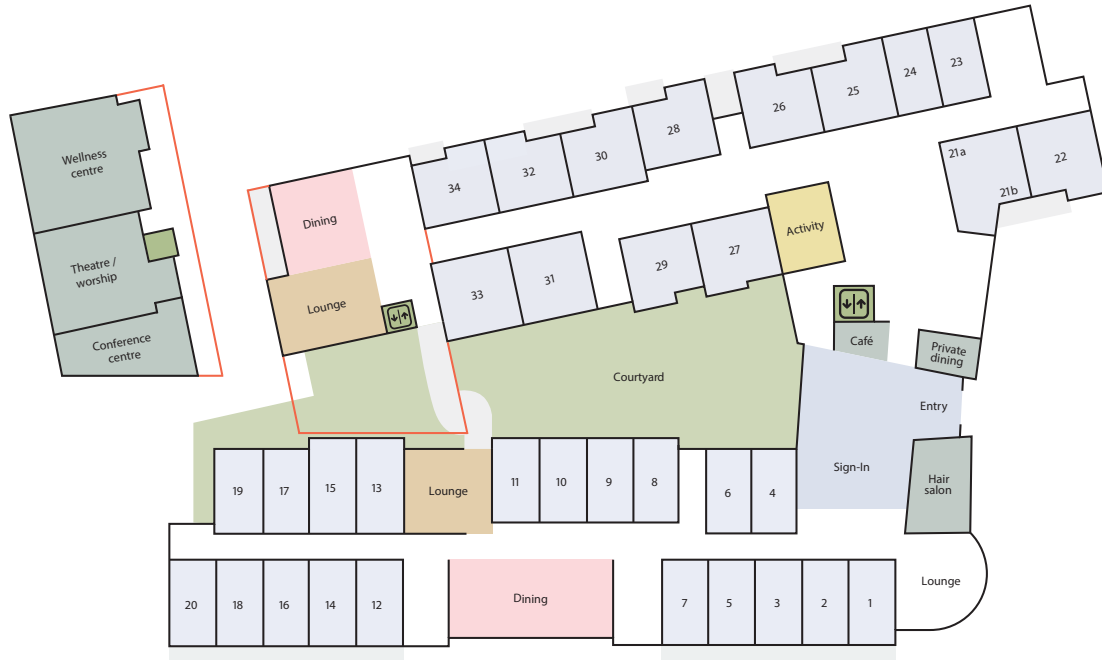 Wellness
centre
Theatre /
worship
Conference
centre
Dining
Lounge
34
32
30
28
26
25
24
23
22
21a
21b
33
31
29
27
Activity
Café
Private
dining
Entry
Sign-In
Hair
salon
Courtyard
19
17
15
13
Lounge
11
10
9
8
6
4
20
18
16
14
12
Dining
7
5
3
2
1
Lounge